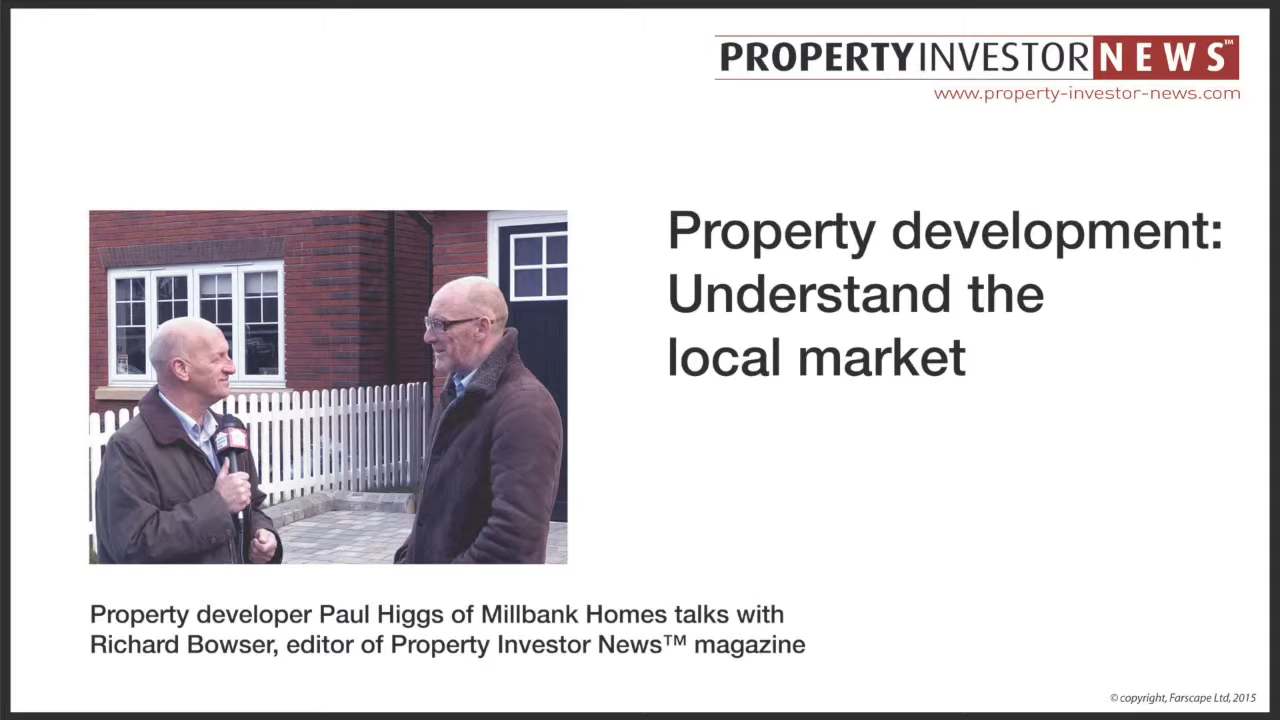 PROPERTYINVESTORNEWS™
www.property-investor-news.com
Property development:
Understand the
local market
Property developer Paul Higgs of Millbank Homes talks with
Richard Bowser, editor of Property Investor News™ magazine
© copyright, Farscape Ltd, 2015